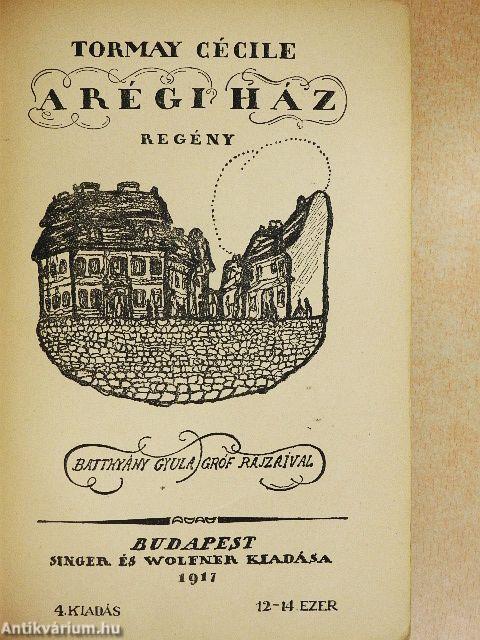 TORMAY CÉCILE
A RÉGI HÁZ
REGÉNY
BATTHYÁNY GYULA GRÓF RAJZAIVAL
BUDAPEST
SINGER ÉS WOLFNER KIADÁSA
1917
4. KIADÁS 12-14. EZER
Antikvárium.hu